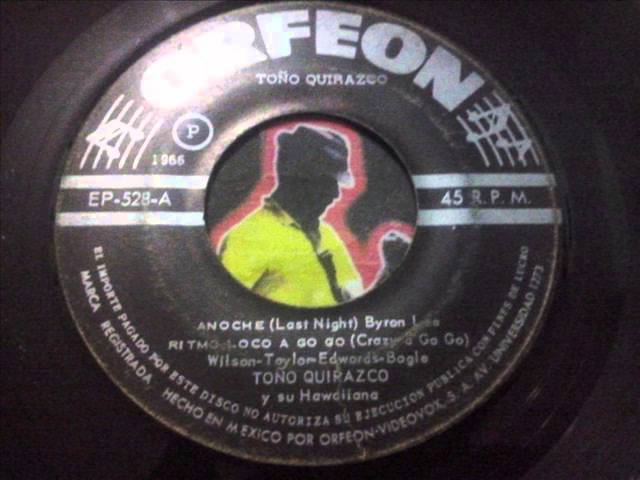 ORFEON
TOÑO QUIRAZCO
P
1966
EP-528-A
45 R. P. M.
ANOCHE (Last Night) Byron Lee
RITMO LOCO A GO GO (Crazy a Go Go)
Wilson-Taylor-Edwords-Bogle
TOÑO QUIRAZCO
y su Hawaiiana
EL IMPORTE PAGADO POR ESTE DISCO NO AUTORIZA SU EJECUCION PUBLICA CON FINES DE LUCRO
MARCA REGISTRADA HECHO EN MEXICO POR ORFEON-VIDEOVOX, S. A. AV. UNIVERSIDAD 1273